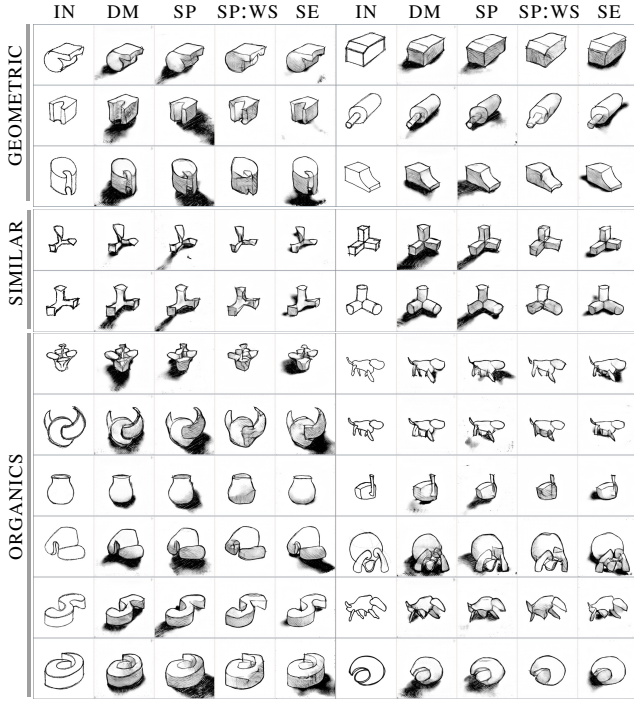 IN DM SP SP:WS SE IN DM SP SP:WS SE
GEOMETRIC
SIMILAR
ORGANICS